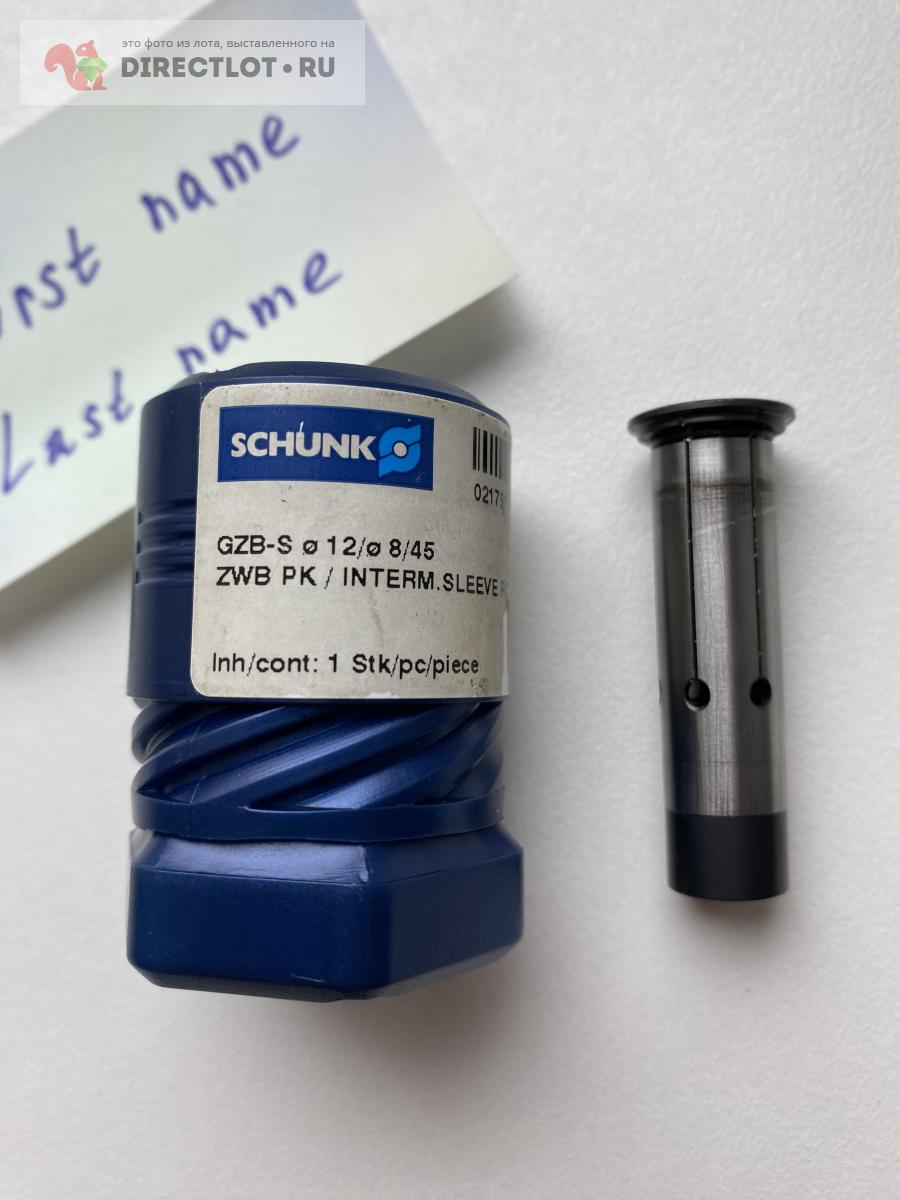 это фото из лота, выставленного на
DIRECTLOT•RU
name
Last name
SCHUNK
GZB-S ø 12/ø 8/45
ZWB PK / INTERM.SLEEVE
Inh/cont: 1 Stk/pc/piece